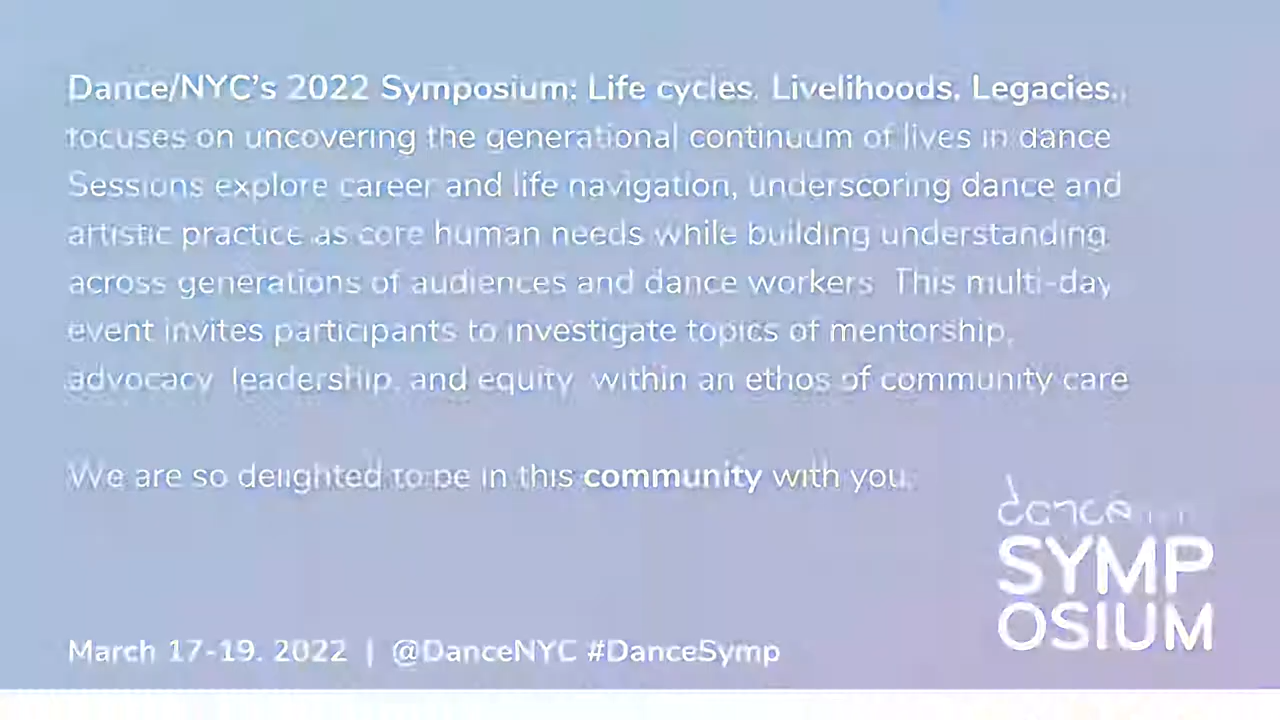 Dance/NYC's 2022 Symposium: Life cycles. Livelihoods. Legacies.,
focuses on uncovering the generational continuum of lives in dance
Sessions explore career and life navigation, underscoring dance and
artistic practice as core human needs while building understanding
across generations of audiences and dance workers. This multi-day
event invites participants to investigate topics of mentorship,
advocacy, leadership, and equity, within an ethos of community care
We are so delighted to be in this community with you.
dance
SYMP
OSIUM
March 17-19, 2022 | @DanceNYC #DanceSymp